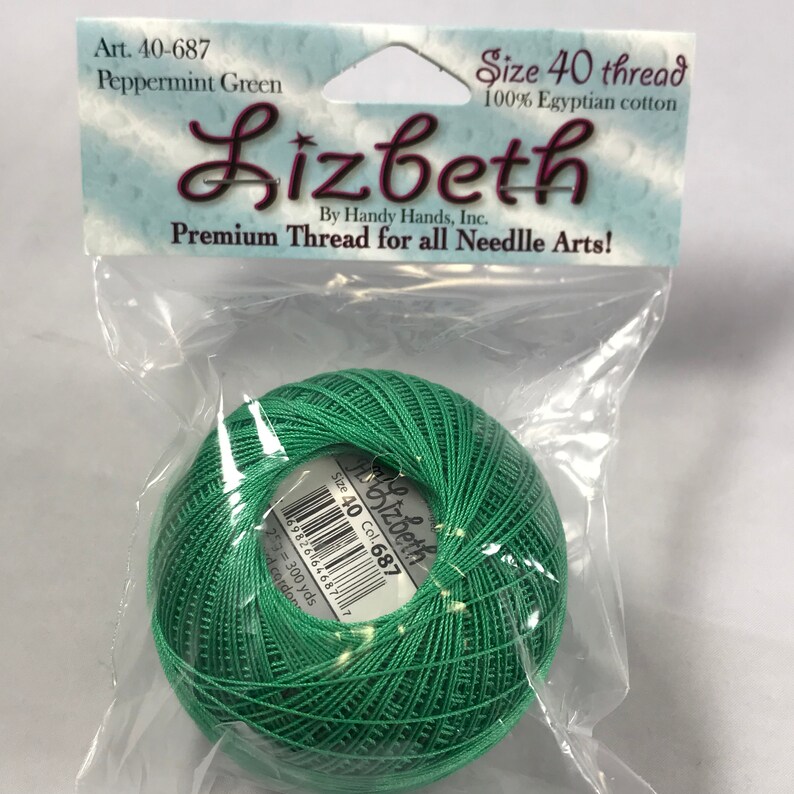 Art. 40-687
Peppermint Green
Size 40 thread
100% Egyptian cotton
Lizbeth
By Handy Hands, Inc.
Premium Thread for all Needlle Arts!
Lizbeth
Size 40 Col. 687
= 300 yds